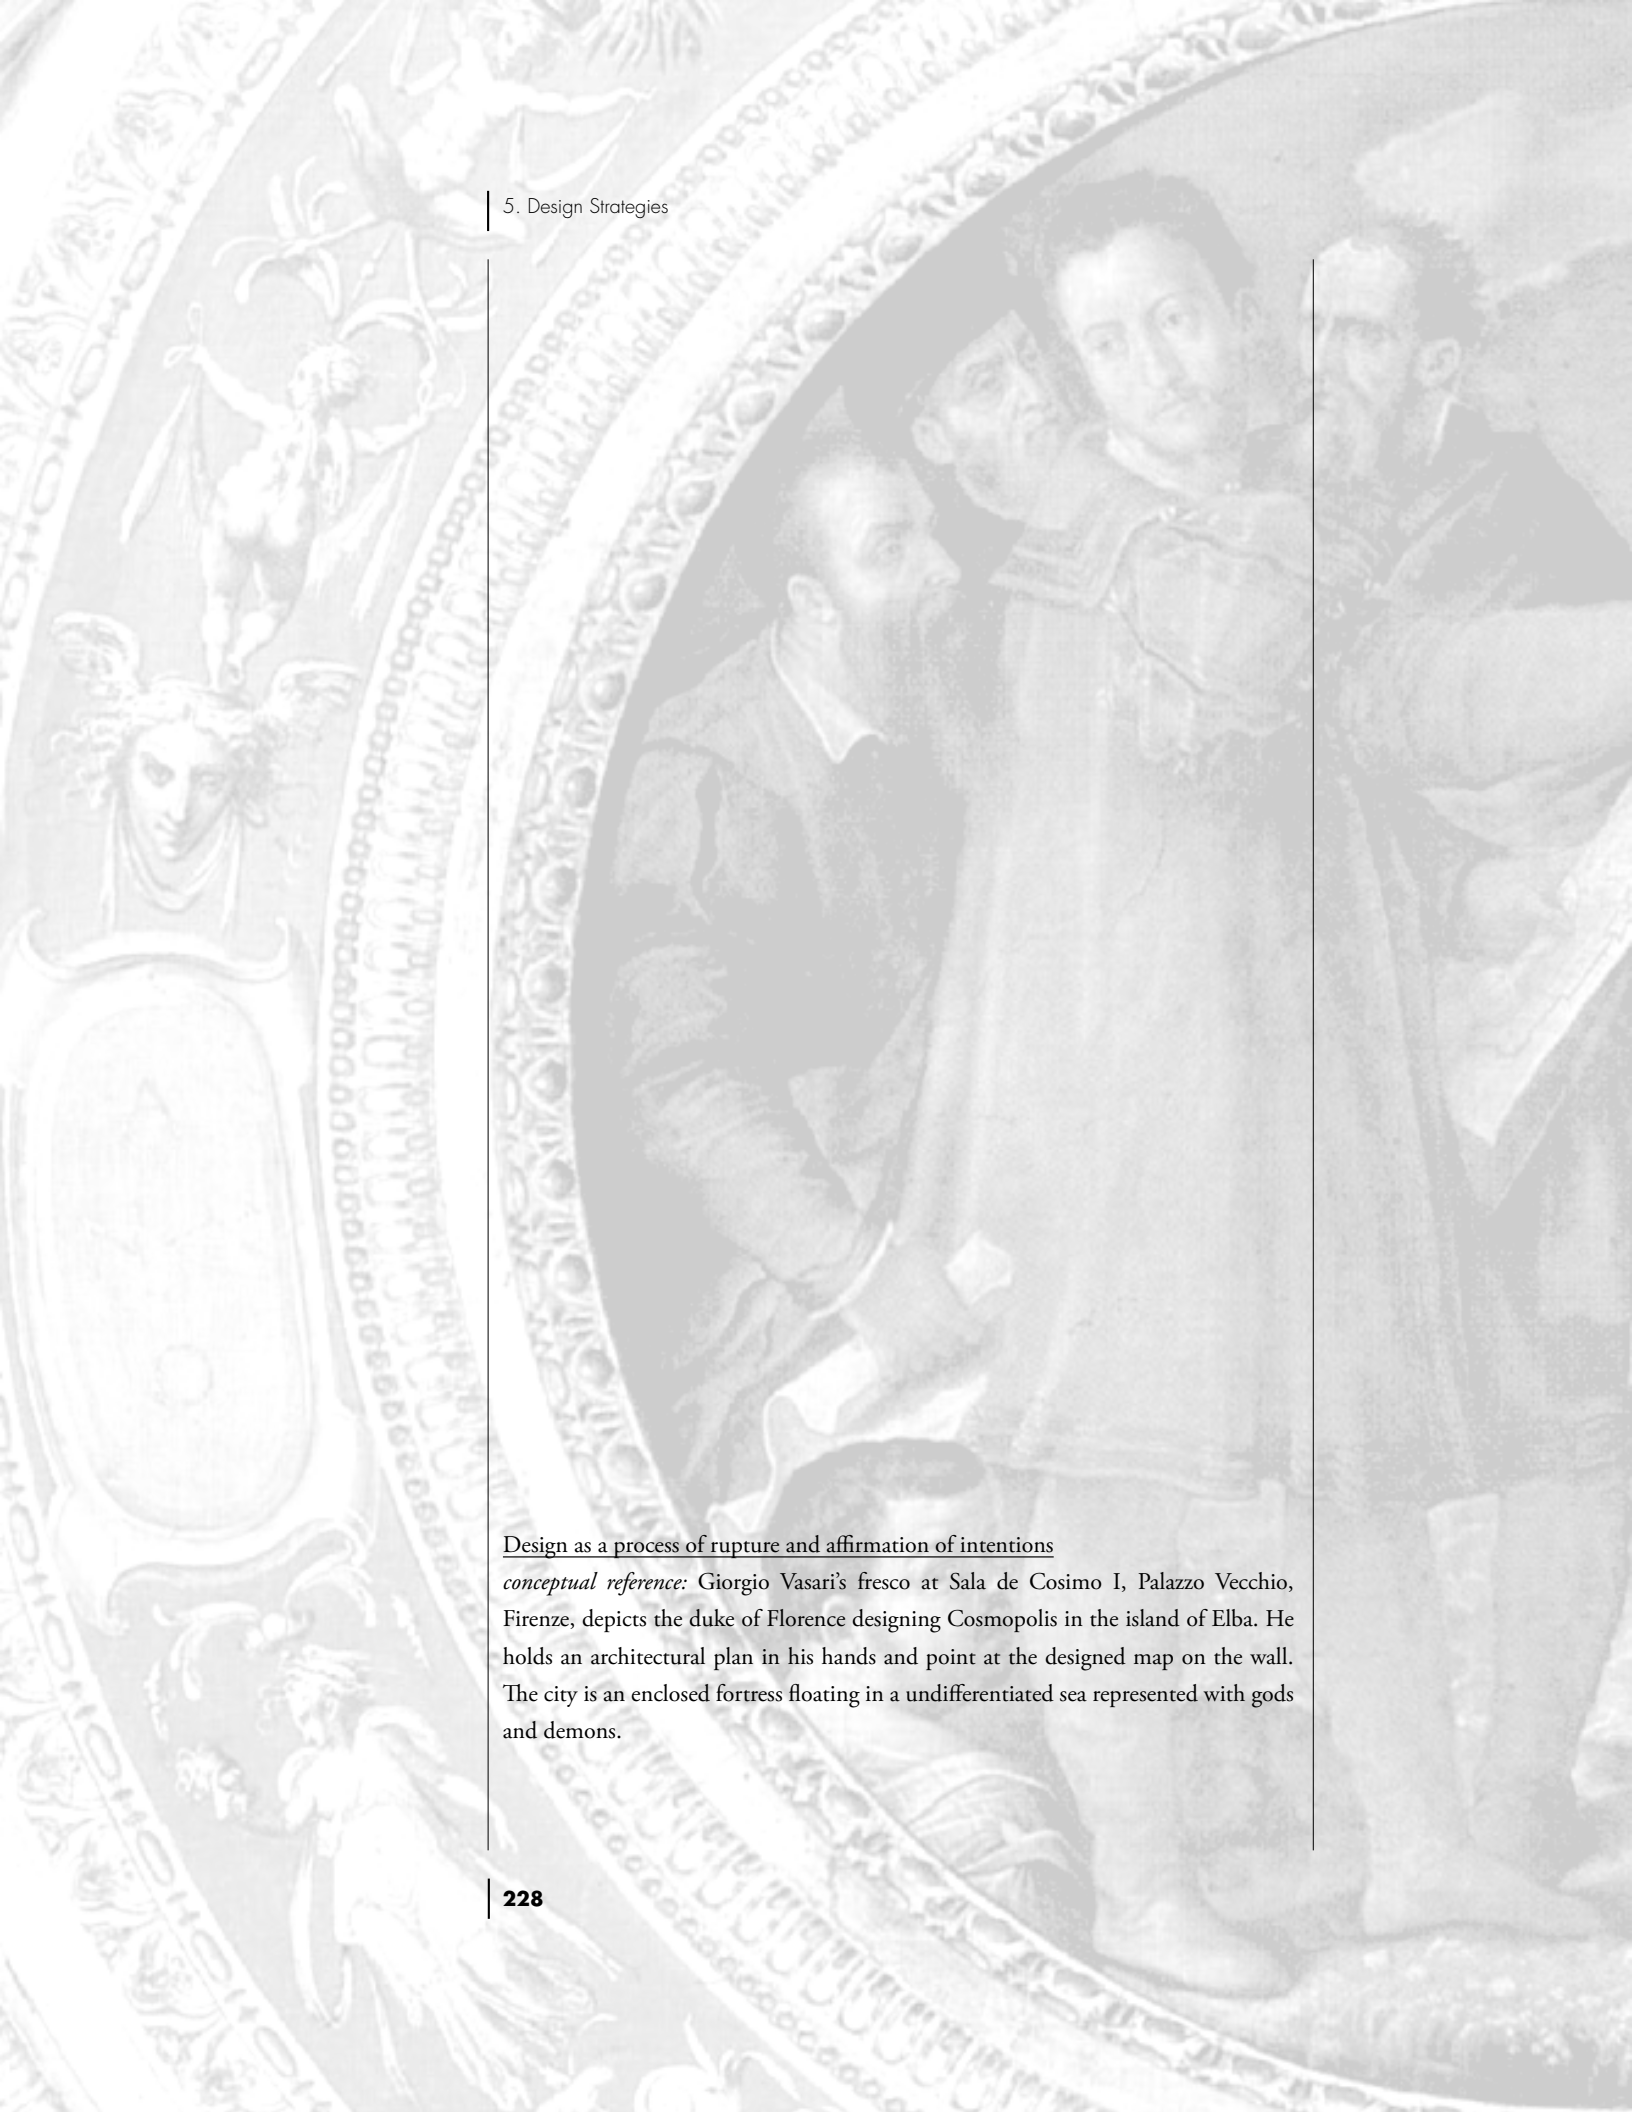 5. Design Strategies
Design as a process of rupture and affirmation of intentions
conceptual reference: Giorgio Vasari’s fresco at Sala de Cosimo I, Palazzo Vecchio,
Firenze, depicts the duke of Florence designing Cosmopolis in the island of Elba. He
holds an architectural plan in his hands and point at the designed map on the wall.
The city is an enclosed fortress floating in a undifferentiated sea represented with gods
and demons.
228